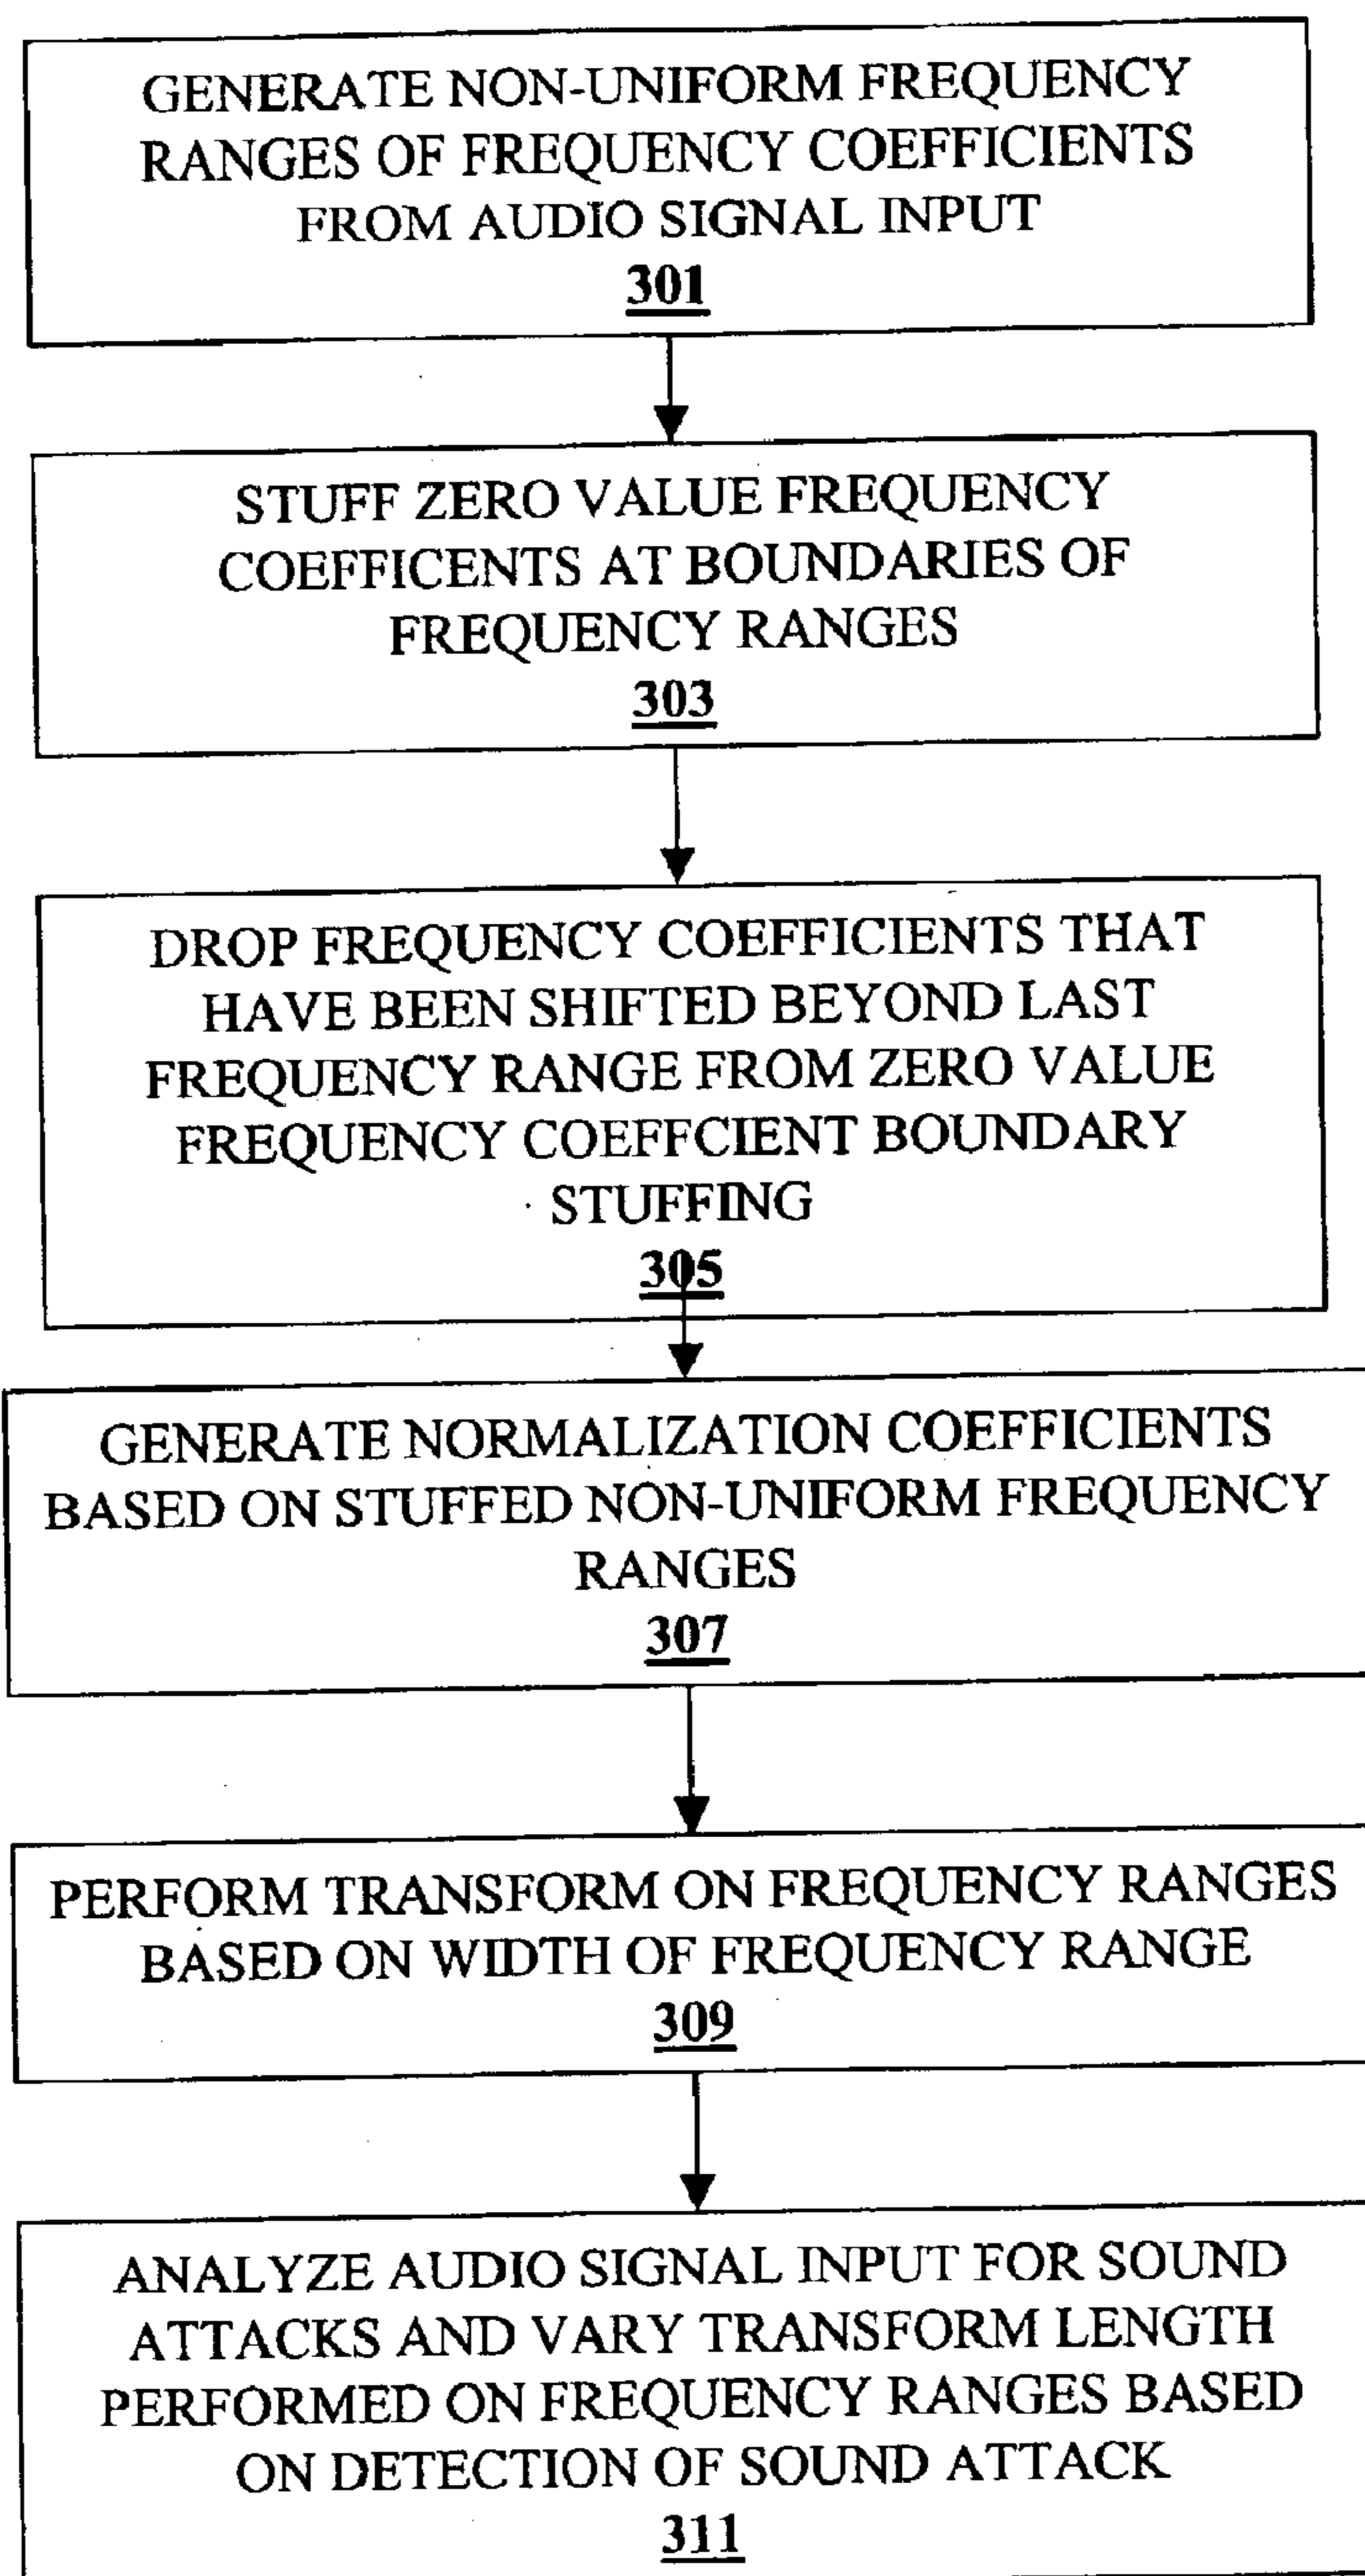 GENERATE NON-UNIFORM FREQUENCY
RANGES OF FREQUENCY COEFFICIENTS
FROM AUDIO SIGNAL INPUT
301
STUFF ZERO VALUE FREQUENCY
COEFFICENTS AT BOUNDARIES OF
FREQUENCY RANGES
303
DROP FREQUENCY COEFFICIENTS THAT
HAVE BEEN SHIFTED BEYOND LAST
FREQUENCY RANGE FROM ZERO VALUE
FREQUENCY COEFFCIENT BOUNDARY
STUFFING
305
GENERATE NORMALIZATION COEFFICIENTS
BASED ON STUFFED NON-UNIFORM FREQUENCY
RANGES
307
PERFORM TRANSFORM ON FREQUENCY RANGES
BASED ON WIDTH OF FREQUENCY RANGE
309
ANALYZE AUDIO SIGNAL INPUT FOR SOUND
ATTACKS AND VARY TRANSFORM LENGTH
PERFORMED ON FREQUENCY RANGES BASED
ON DETECTION OF SOUND ATTACK
311